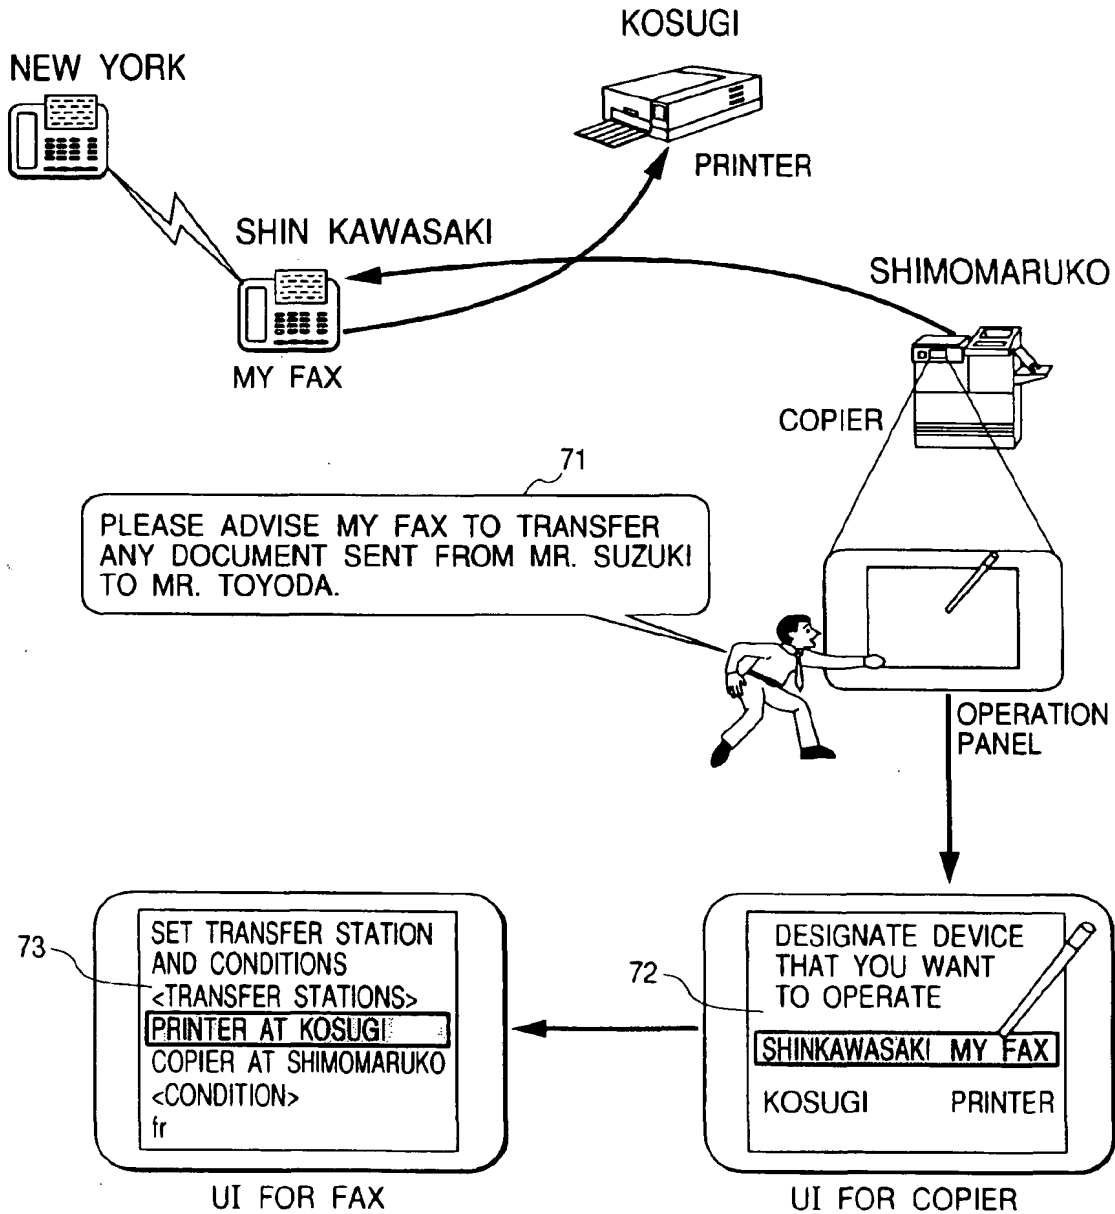 KOSUGI
NEW YORK
PRINTER
SHIN KAWASAKI
SHIMOMARUKO
MY FAX
COPIER
71
PLEASE ADVISE MY FAX TO TRANSFER
ANY DOCUMENT SENT FROM MR. SUZUKI
TO MR. TOYODA.
OPERATION
PANEL
73
SET TRANSFER STATION
AND CONDITIONS
<TRANSFER STATIONS>
PRINTER AT KOSUGI
COPIER AT SHIMOMARUKO
<CONDITION>
fr
UI FOR FAX
72
DESIGNATE DEVICE
THAT YOU WANT
TO OPERATE
SHINKAWASAKI MY FAX
KOSUGI PRINTER
UI FOR COPIER